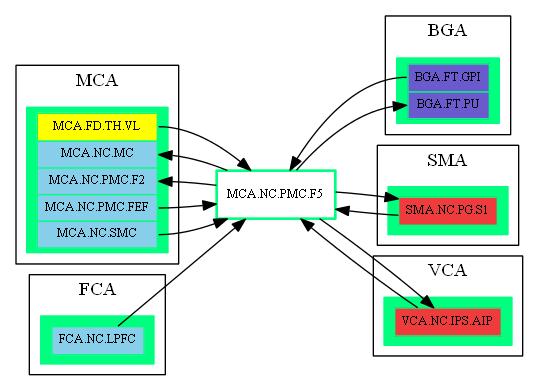 MCA
MCA.FD.TH.VL
MCA.NC.MC
MCA.NC.PMC.F2
MCA.NC.PMC.FEF
MCA.NC.SMC
FCA
FCA.NC.LPFC
MCA.NC.PMC.F5
BGA
BGA.FT.GPI
BGA.FT.PU
SMA
SMA.NC.PG.S1
VCA
VCA.NC.IPS.AIP